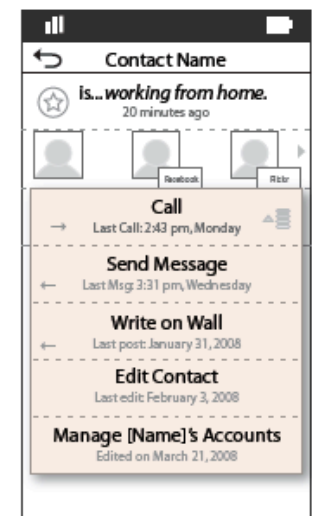 Contact Name
is...working from home.
20 minutes ago
Facebook
Flickr
Call
Last Call: 2:43 pm, Monday
Send Message
Last Msg: 3:31 pm, Wednesday
Write on Wall
Last post: January 31, 2008
Edit Contact
Last edit: February 3, 2008
Manage [Name]'s Accounts
Edited on March 21, 2008